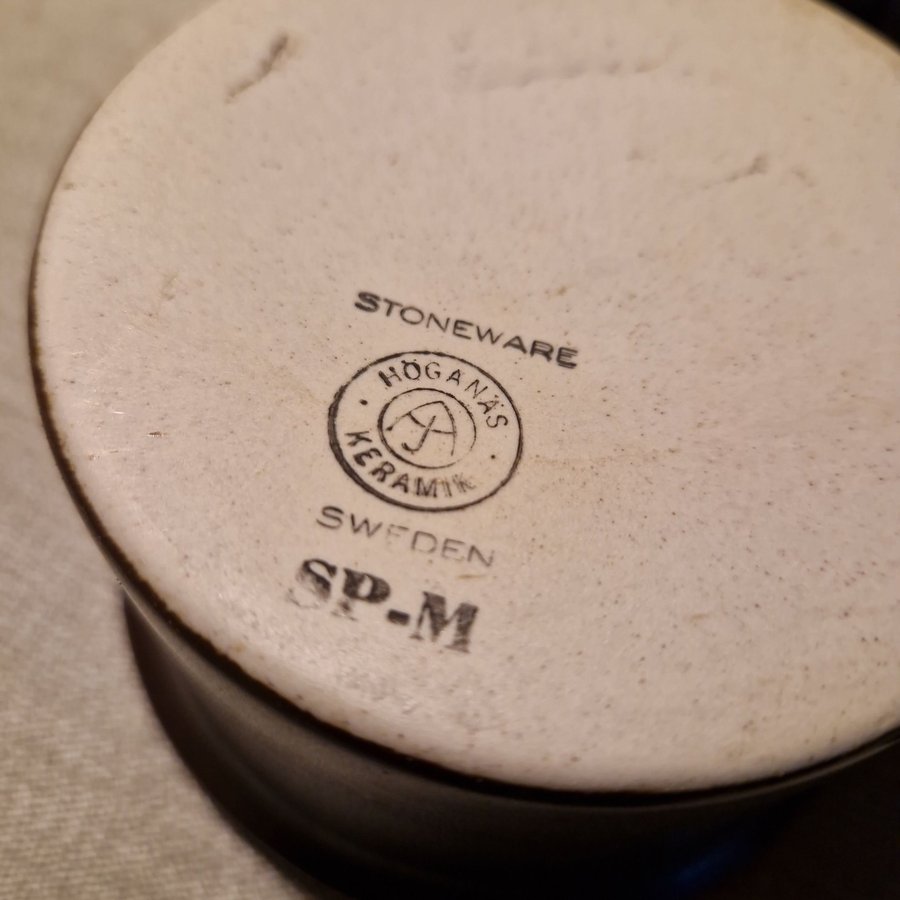 STONEWARE
HÖGANÄS
KERAMIK
SWEDEN
SP-M